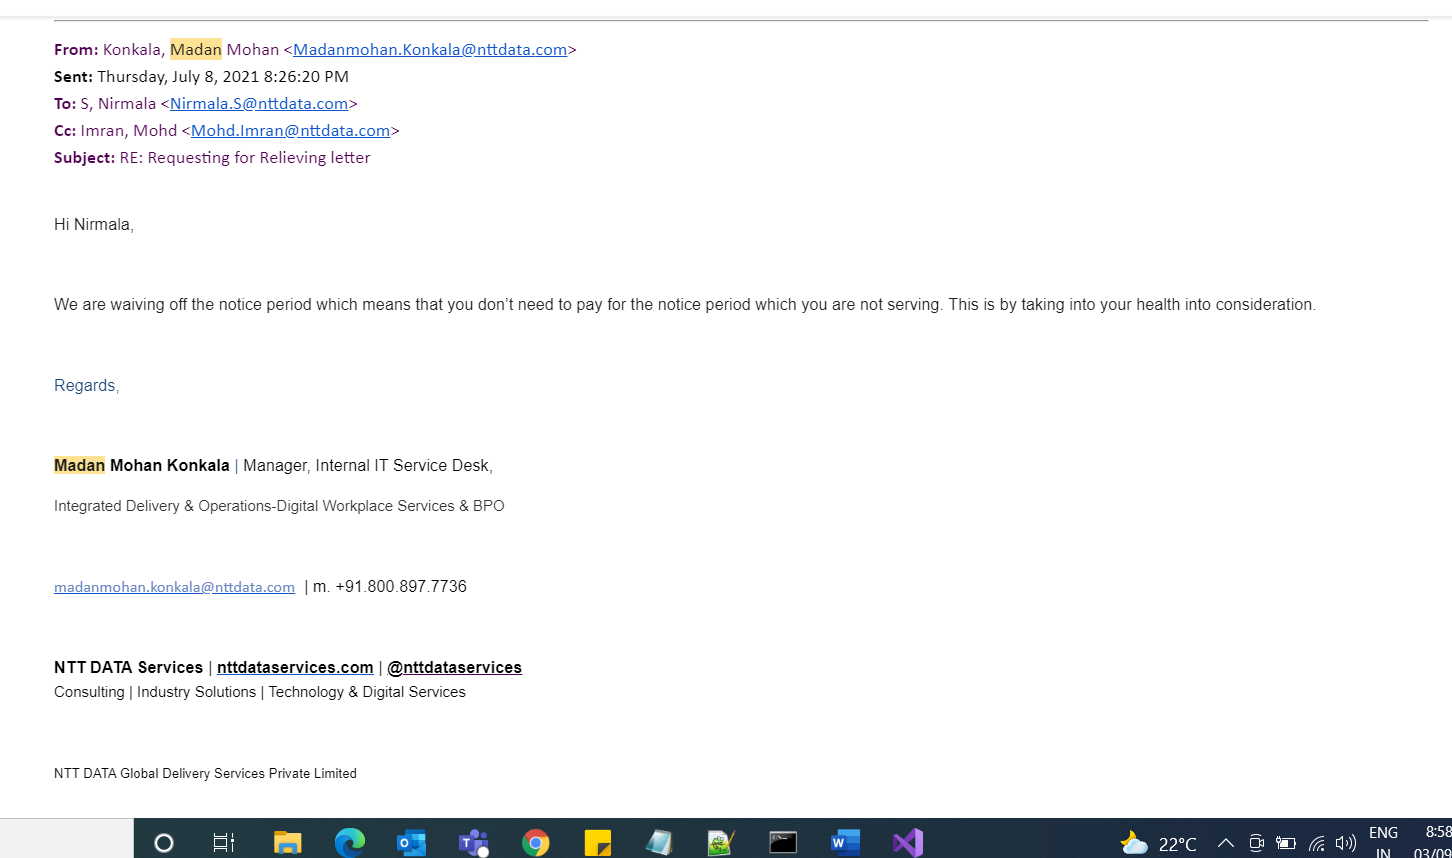 From: Konkala, Madan Mohan <Madanmohan.Konkala@nttdata.com>
Sent: Thursday, July 8, 2021 8:26:20 PM
To: S, Nirmala <Nirmala.S@nttdata.com>
Cc: Imran, Mohd <Mohd.Imran@nttdata.com>
Subject: RE: Requesting for Relieving letter
Hi Nirmala,
We are waiving off the notice period which means that you don't need to pay for the notice period which you are not serving. This is by taking into your health into consideration.
Regards,
Madan Mohan Konkala | Manager, Internal IT Service Desk,
Integrated Delivery & Operations-Digital Workplace Services & BPO
madanmohan.konkala@nttdata.com | m. +91.800.897.7736
NTT DATA Services | nttdataservices.com | @nttdataservices
Consulting | Industry Solutions | Technology & Digital Services
NTT DATA Global Delivery Services Private Limited
22°C ENG 8:58
IN 03/09